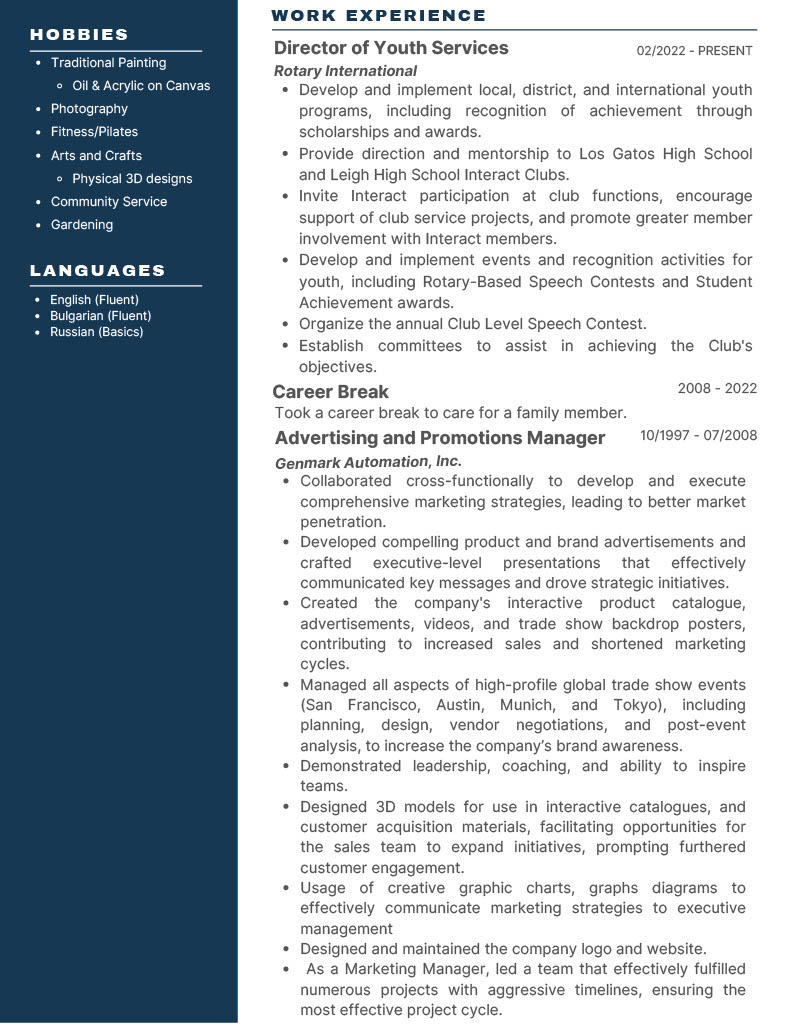 HOBBIES
• Traditional Painting
◦ Oil & Acrylic on Canvas
• Photography
• Fitness/Pilates
• Arts and Crafts
◦ Physical 3D designs
• Community Service
• Gardening
LANGUAGES
• English (Fluent)
• Bulgarian (Fluent)
• Russian (Basics)
WORK EXPERIENCE
Director of Youth Services 02/2022 - PRESENT
Rotary International
• Develop and implement local, district, and international youth
programs, including recognition of achievement through
scholarships and awards.
• Provide direction and mentorship to Los Gatos High School
and Leigh High School Interact Clubs.
• Invite Interact participation at club functions, encourage
support of club service projects, and promote greater member
involvement with Interact members.
• Develop and implement events and recognition activities for
youth, including Rotary-Based Speech Contests and Student
Achievement awards.
• Organize the annual Club Level Speech Contest.
• Establish committees to assist in achieving the Club's
objectives.
Career Break 2008 - 2022
Took a career break to care for a family member.
Advertising and Promotions Manager 10/1997 - 07/2008
Genmark Automation, Inc.
• Collaborated cross-functionally to develop and execute
comprehensive marketing strategies, leading to better market
penetration.
• Developed compelling product and brand advertisements and
crafted executive-level presentations that effectively
communicated key messages and drove strategic initiatives.
• Created the company's interactive product catalogue,
advertisements, videos, and trade show backdrop posters,
contributing to increased sales and shortened marketing
cycles.
• Managed all aspects of high-profile global trade show events
(San Francisco, Austin, Munich, and Tokyo), including
planning, design, vendor negotiations, and post-event
analysis, to increase the company’s brand awareness.
• Demonstrated leadership, coaching, and ability to inspire
teams.
• Designed 3D models for use in interactive catalogues, and
customer acquisition materials, facilitating opportunities for
the sales team to expand initiatives, prompting furthered
customer engagement.
• Usage of creative graphic charts, graphs diagrams to
effectively communicate marketing strategies to executive
management
• Designed and maintained the company logo and website.
• As a Marketing Manager, led a team that effectively fulfilled
numerous projects with aggressive timelines, ensuring the
most effective project cycle.